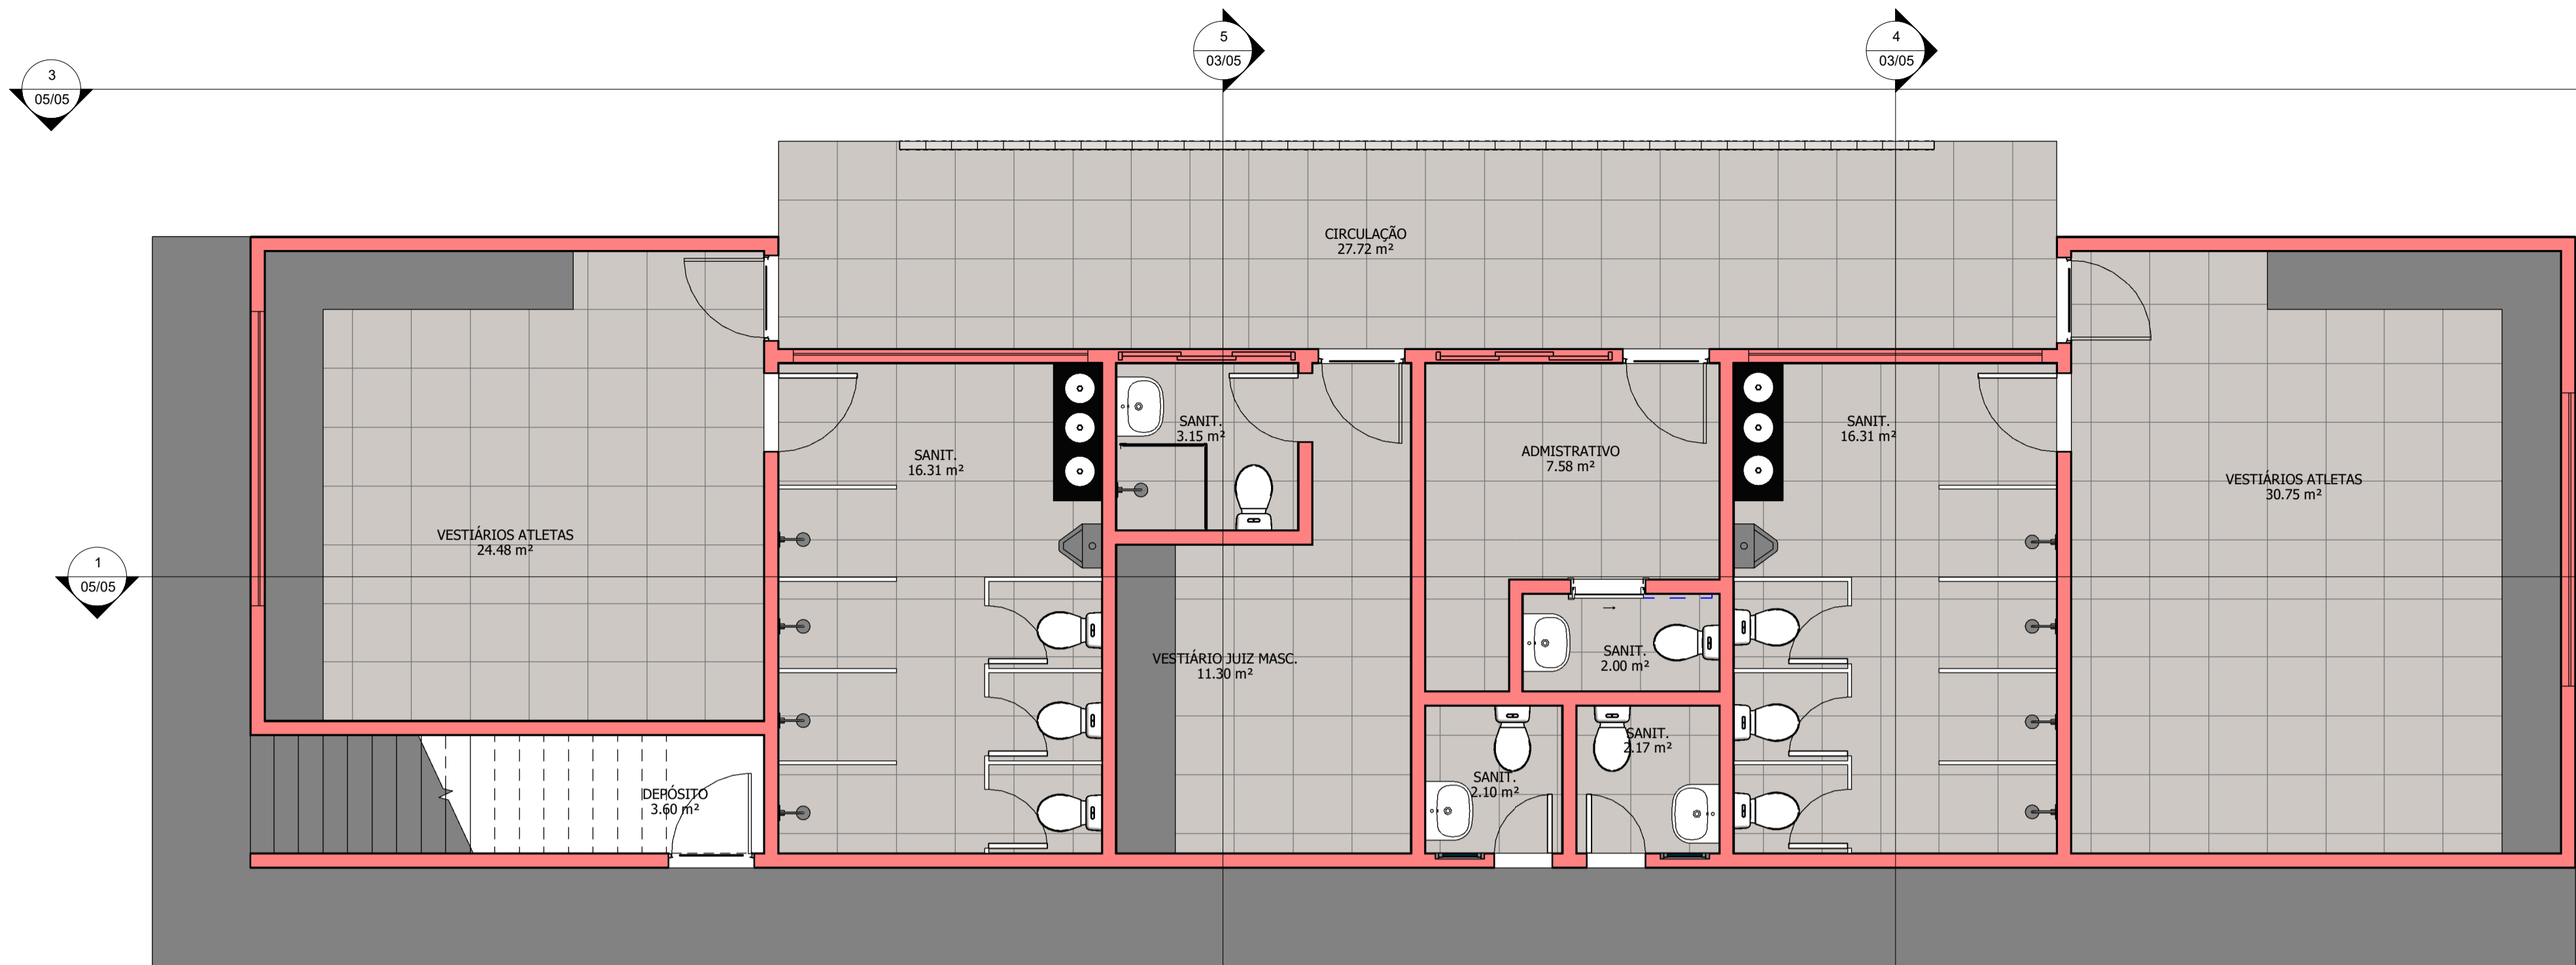 5
03/05
4
03/05
3
05/05
CIRCULAÇÃO
27.72 m²
SANIT.
3.15 m²
SANIT.
16.31 m²
SANIT.
16.31 m²
ADMISTRATIVO
7.58 m²
VESTIÁRIOS ATLETAS
30.75 m²
VESTIÁRIOS ATLETAS
24.48 m²
1
05/05
VESTIÁRIO JUIZ MASC.
11.30 m²
SANIT.
2.00 m²
SANIT.
2.17 m²
SANIT.
2.10 m²
DEPÓSITO
3.60 m²